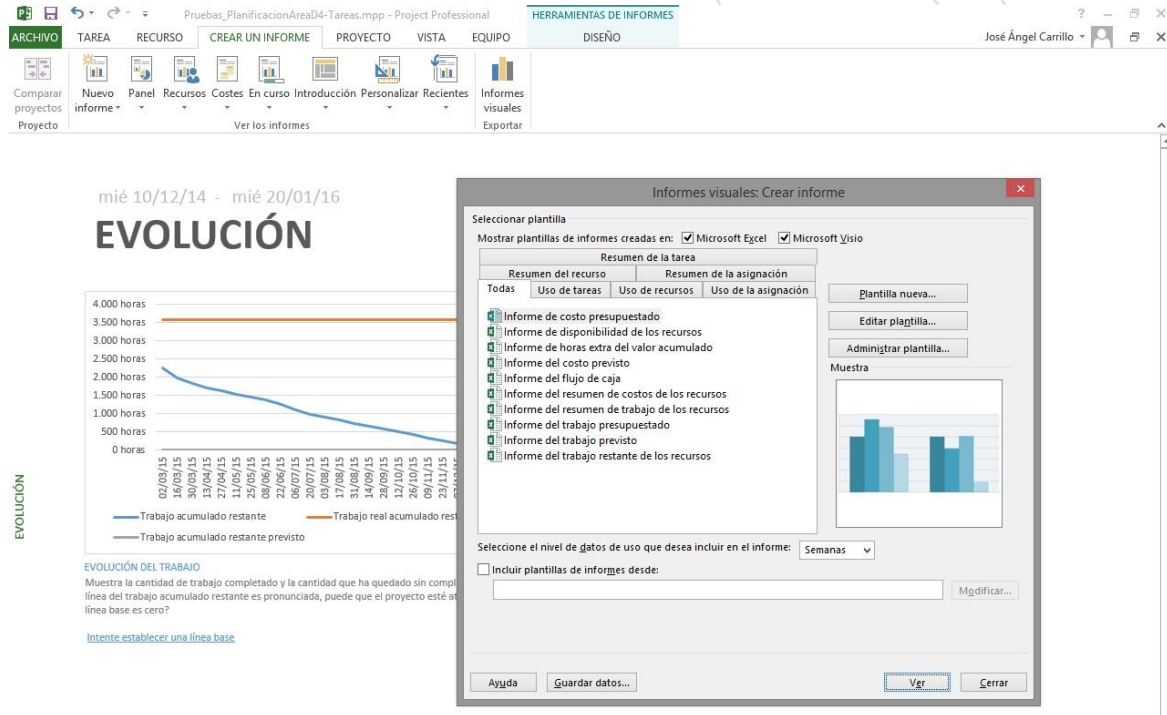 Pruebas_PlanificacionAreaD4-Tareas.mpp - Project Professional
HERRAMIENTAS DE INFORMES
ARCHIVO TAREA RECURSO CREAR UN INFORME PROYECTO VISTA EQUIPO DISEÑO José Ángel Carrillo
Comparar proyectos
Nuevo informe
Panel
Recursos
Costes
En curso
Introducción
Personalizar
Recientes
Informes visuales
Proyecto
Ver los informes
Exportar
mié 10/12/14 - mié 20/01/16
EVOLUCIÓN
4.000 horas
3.500 horas
3.000 horas
2.500 horas
2.000 horas
1.500 horas
1.000 horas
500 horas
0 horas
02/03/15
16/03/15
30/03/15
13/04/15
27/04/15
11/05/15
25/05/15
08/06/15
22/06/15
06/07/15
20/07/15
03/08/15
17/08/15
31/08/15
14/09/15
28/09/15
12/10/15
26/10/15
09/11/15
23/11/15
Trabajo acumulado restante
Trabajo real acumulado rest
Trabajo acumulado restante previsto
EVOLUCIÓN
EVOLUCIÓN DEL TRABAJO
Muestra la cantidad de trabajo completado y la cantidad que ha quedado sin compl
línea del trabajo acumulado restante es pronunciada, puede que el proyecto esté at
línea base es cero?
Intente establecer una línea base
Informes visuales: Crear informe
Seleccionar plantilla
Mostrar plantillas de informes creadas en: Microsoft Excel Microsoft Visio
Resumen de la tarea
Resumen del recurso Resumen de la asignación
Todas Uso de tareas Uso de recursos Uso de la asignación
Informe de costo presupuestado
Informe de disponibilidad de los recursos
Informe de horas extra del valor acumulado
Informe del costo previsto
Informe del flujo de caja
Informe del resumen de costos de los recursos
Informe del resumen de trabajo de los recursos
Informe del trabajo presupuestado
Informe del trabajo previsto
Informe del trabajo restante de los recursos
Plantilla nueva...
Editar plantilla...
Administrar plantilla...
Muestra
Seleccione el nivel de datos de uso que desea incluir en el informe: Semanas
Incluir plantillas de informes desde:
Modificar...
Ayuda Guardar datos... Ver Cerrar